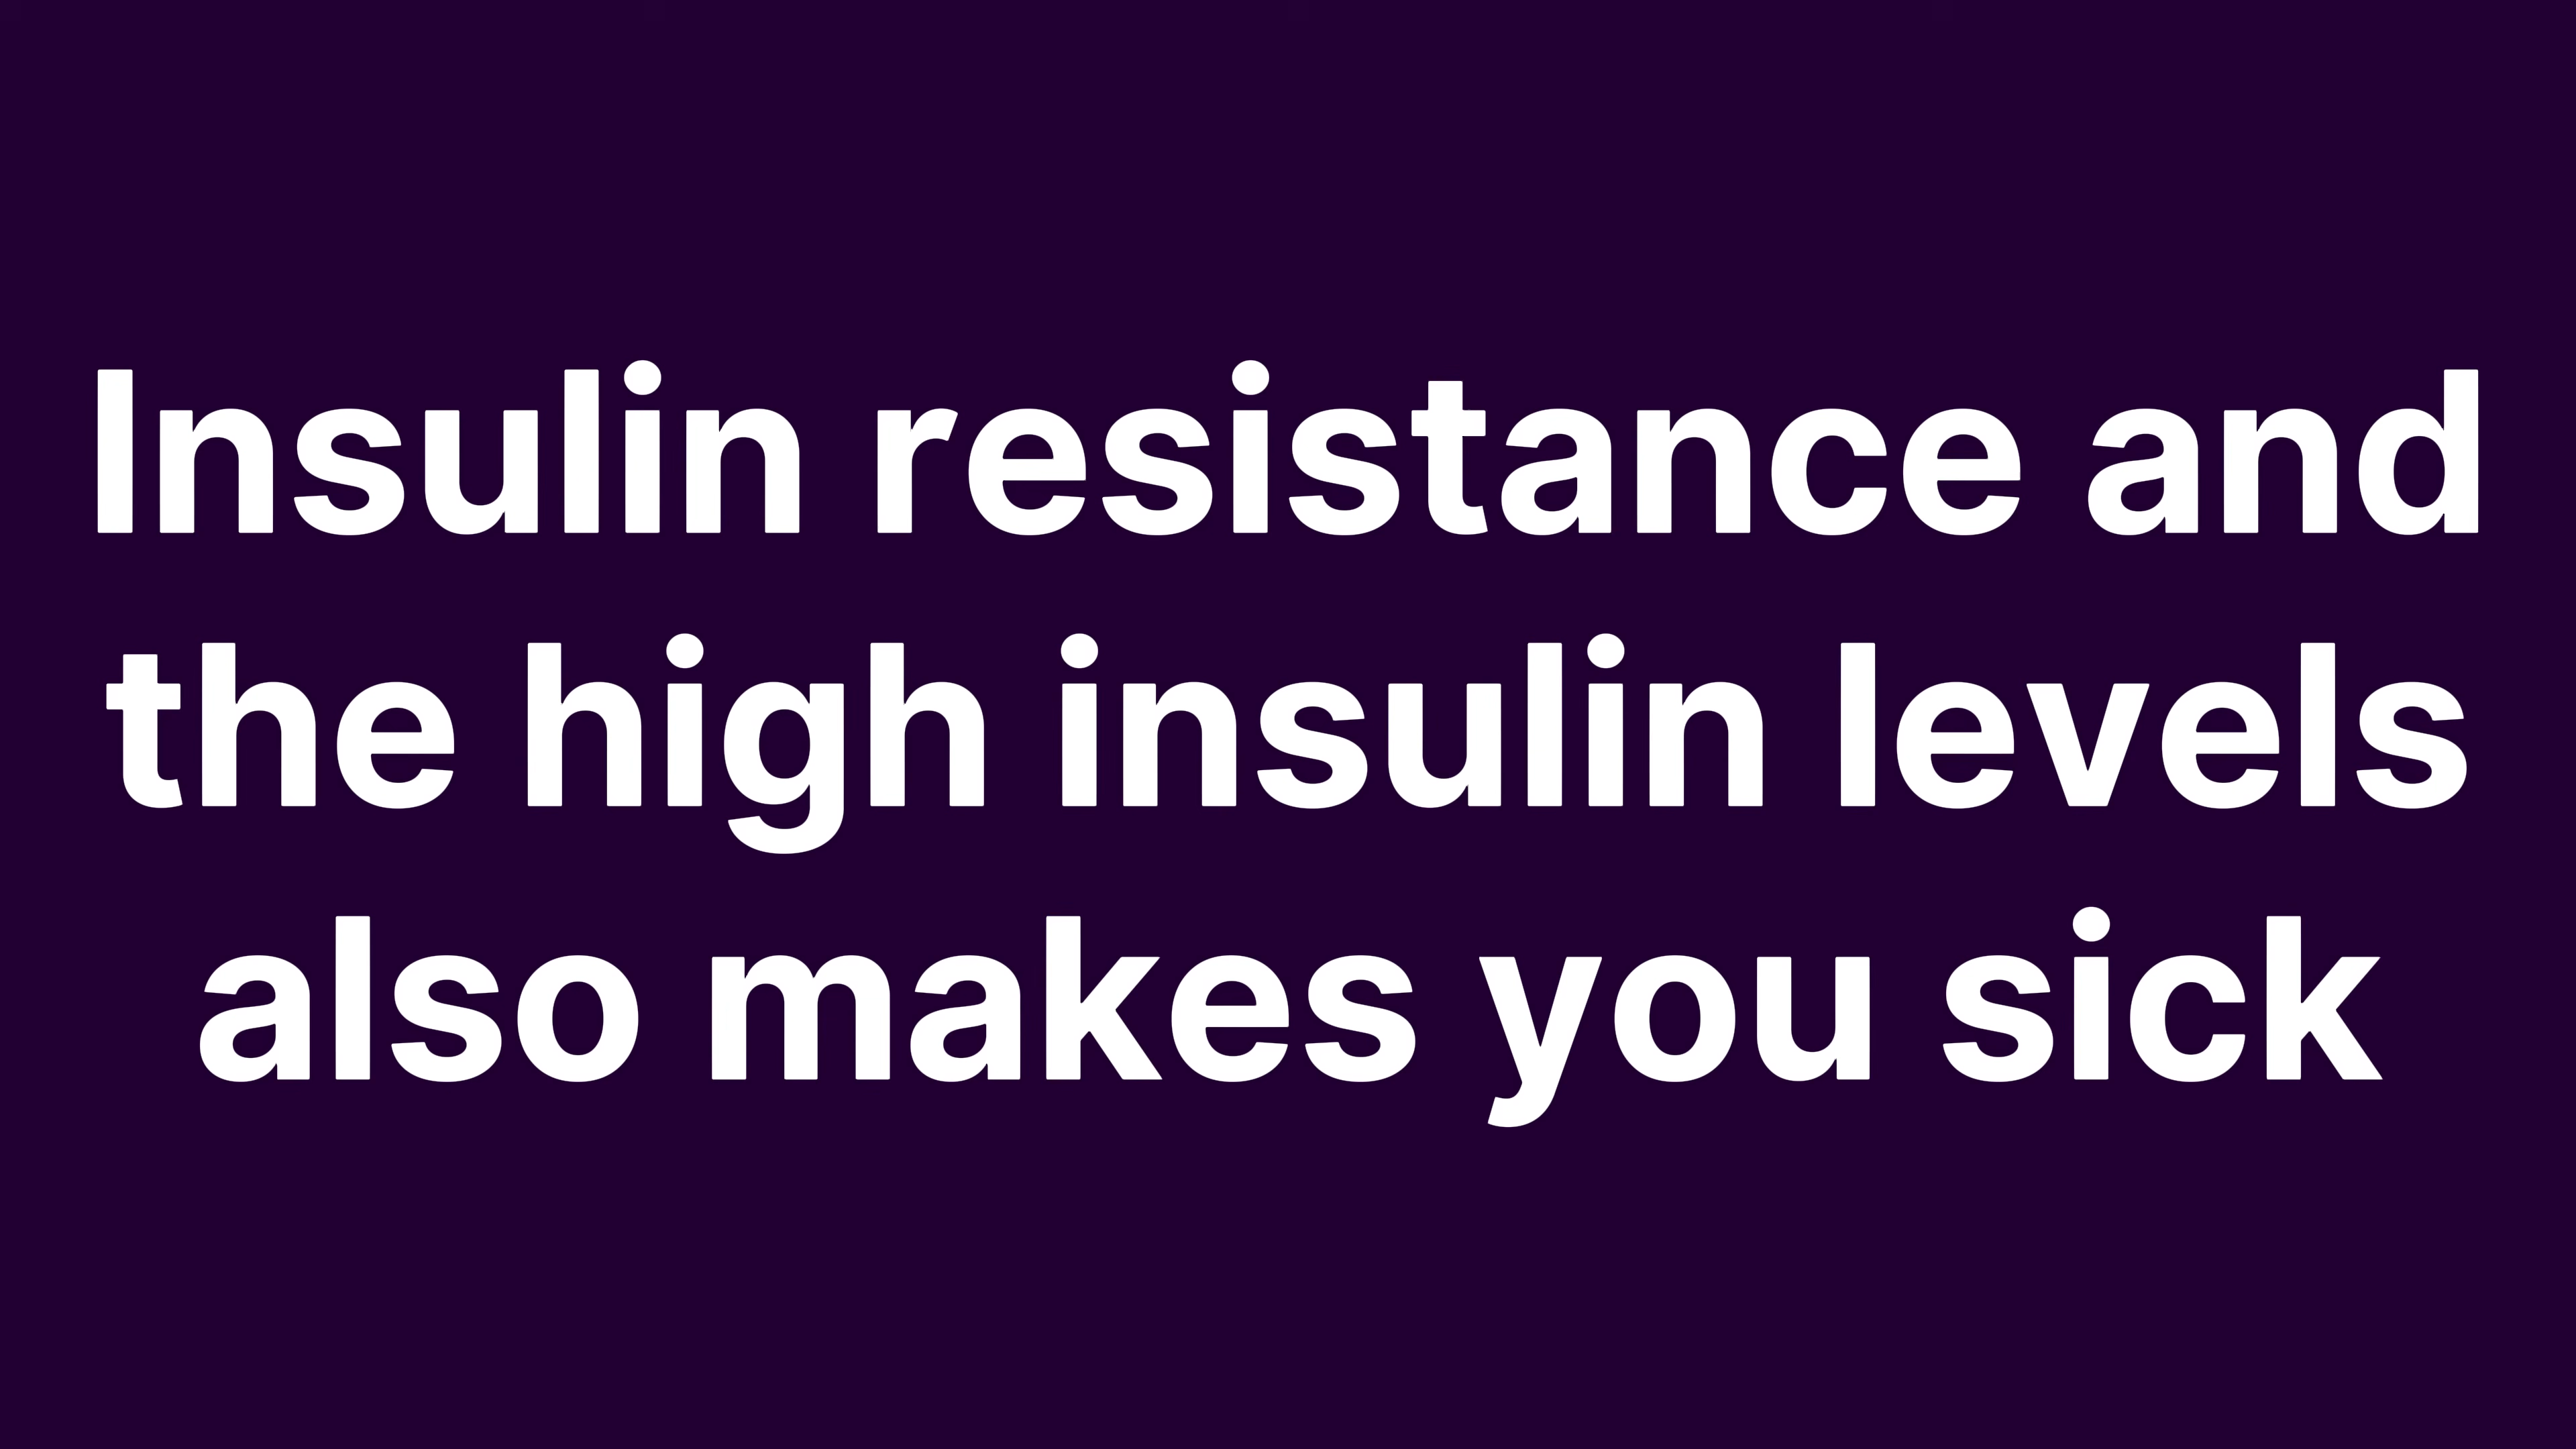 Insulin resistance and
the high insulin levels
also makes you sick